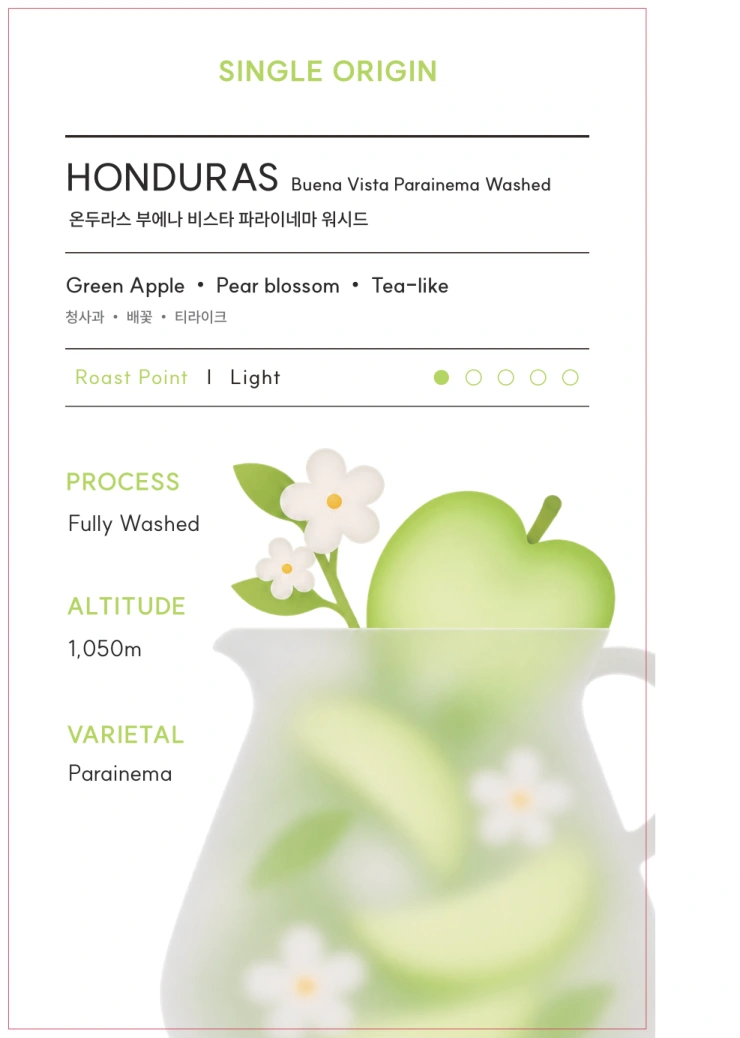 SINGLE ORIGIN
HONDURAS Buena Vista Parainema Washed
온두라스 부에나 비스타 파라이네마 워시드
Green Apple • Pear blossom • Tea-like
청사과 • 배꽃 • 티라이크
Roast Point | Light
PROCESS
Fully Washed
ALTITUDE
1,050m
VARIETAL
Parainema